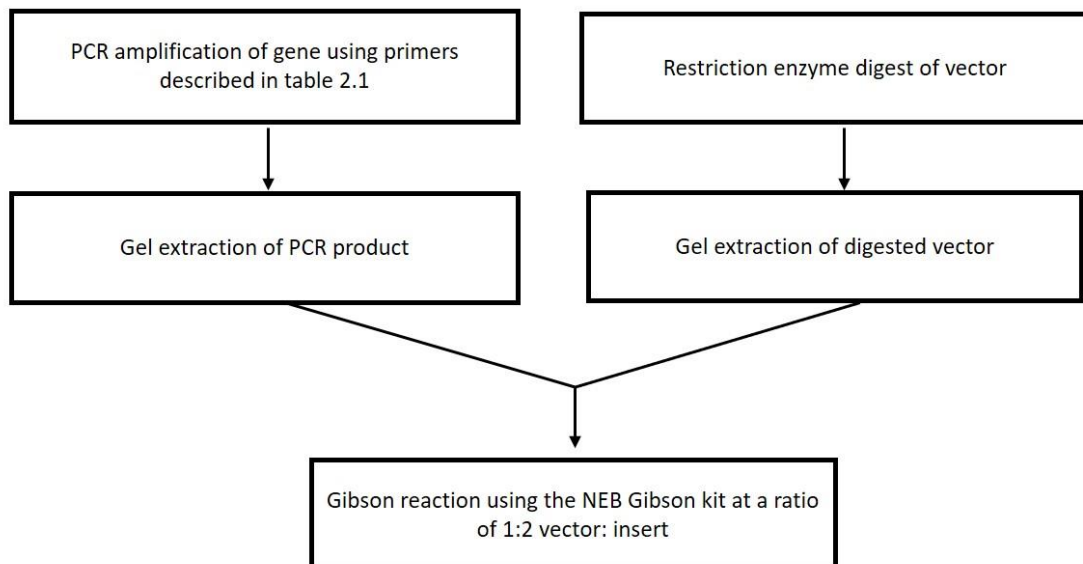 PCR amplification of gene using primers
described in table 2.1
Restriction enzyme digest of vector
Gel extraction of PCR product
Gel extraction of digested vector
Gibson reaction using the NEB Gibson kit at a ratio
of 1:2 vector: insert